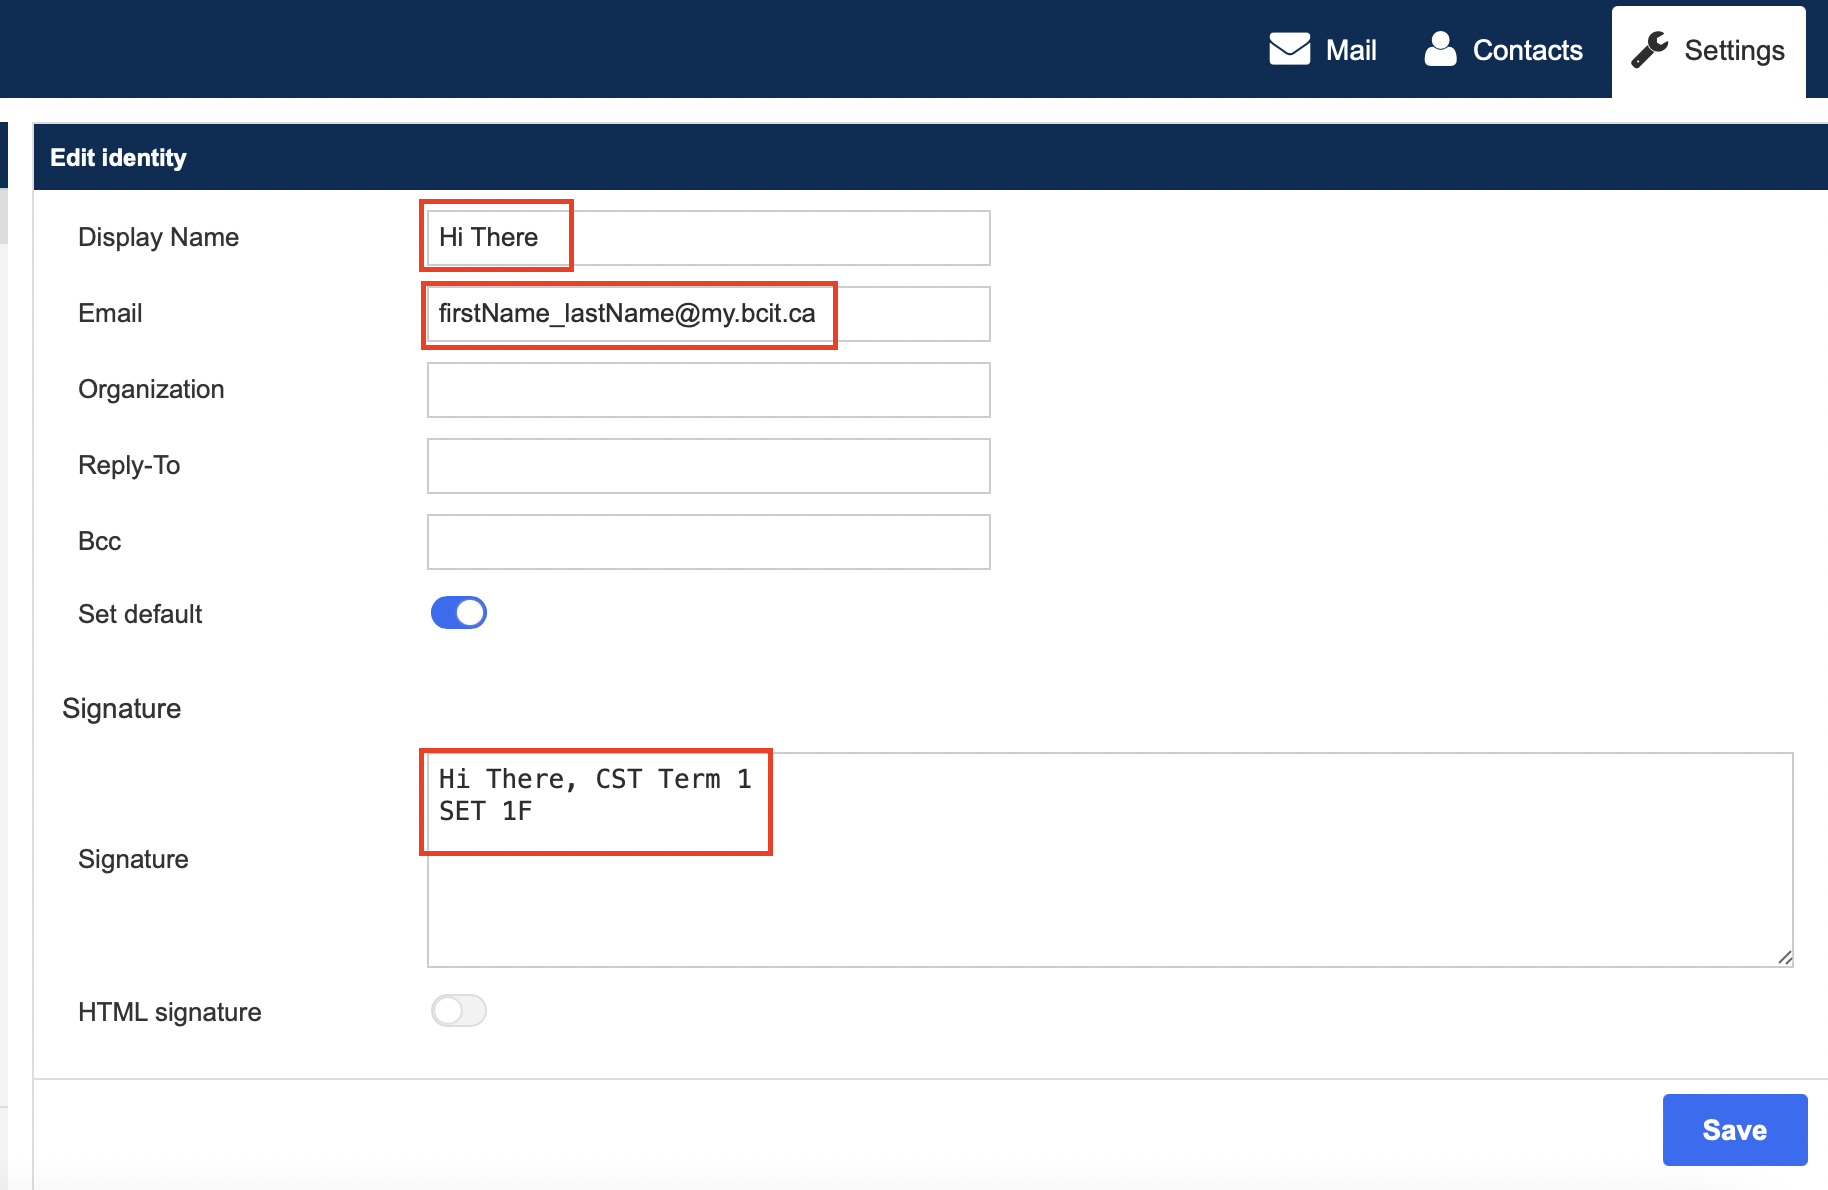 Mail Contacts Settings
Edit identity
Display Name Hi There
Email firstName_lastName@my.bcit.ca
Organization
Reply-To
Bcc
Set default
Signature
Hi There, CST Term 1
SET 1F
Signature
HTML signature
Save